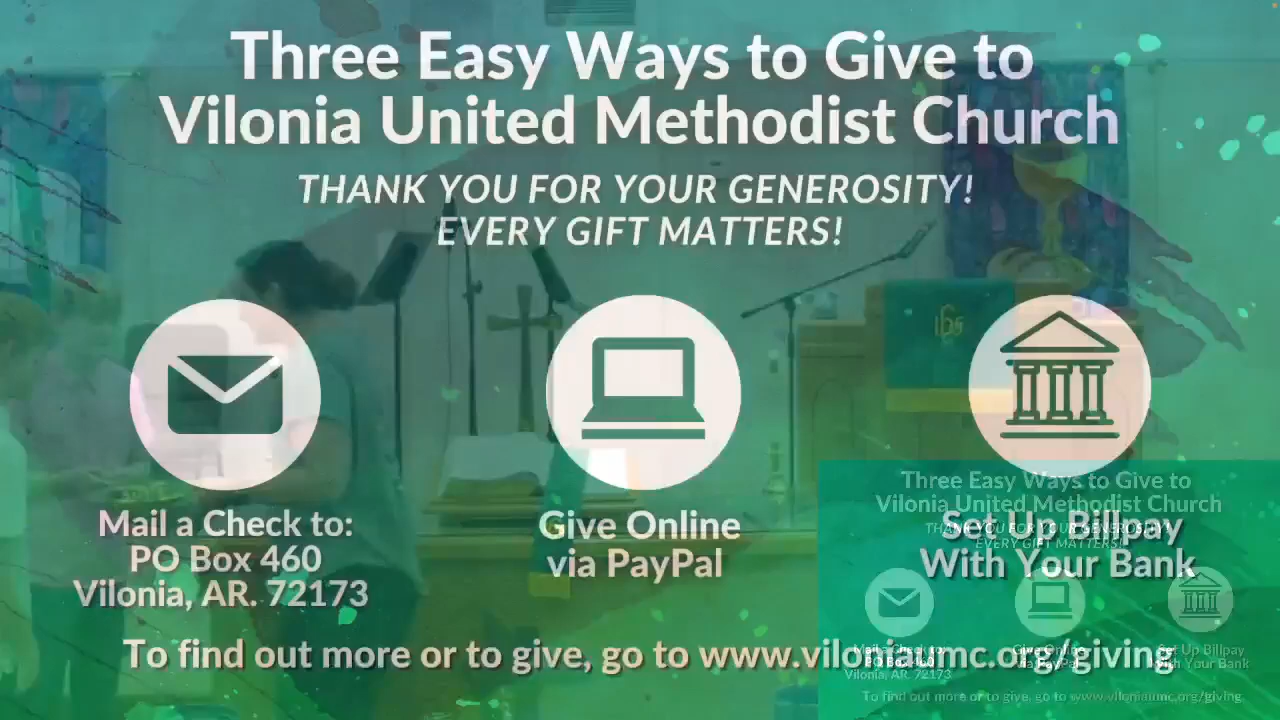 Three Easy Ways to Give to
Vilonia United Methodist Church
THANK YOU FOR YOUR GENEROSITY!
EVERY GIFT MATTERS!
Mail a Check to:
PO Box 460
Vilonia, AR. 72173
Give Online
via PayPal
Set Up Billpay
With Your Bank
To find out more or to give, go to www.viloniaumc.org/giving
Three Easy Ways to Give to
Vilonia United Methodist Church
THANK YOU FOR YOUR GENEROSITY!
EVERY GIFT MATTERS!
Mail a Check to:
PO Box 460
Vilonia, AR. 72173
Give Online
via PayPal
Set Up Billpay
With Your Bank
To find out more or to give, go to www.viloniaumc.org/giving